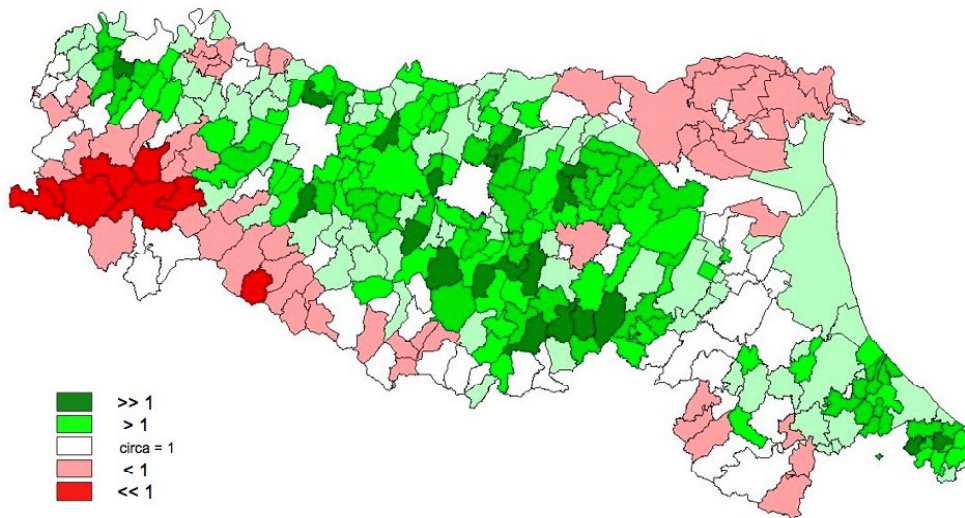 >> 1
> 1
circa = 1
< 1
<< 1